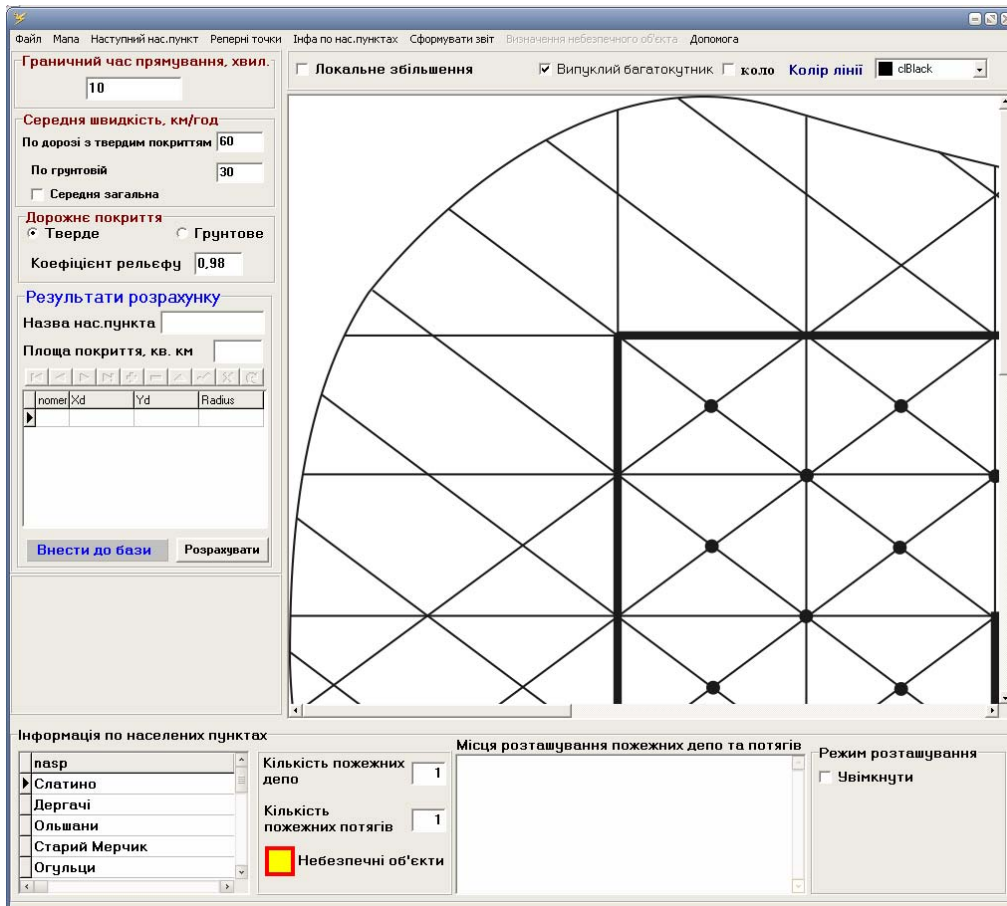 Файл Мапа Наступний нас.пункт Реперні точки Інфа по нас.пунктах Сформувати звіт Визначення небезпечного об'єкта Допомога
Граничний час прямування, хвил.
10
Локальне збільшення
Випуклий багатокутник
коло
Колір лінії
clBlack
Середня швидкість, км/год
По дорозі з твердим покриттям 60
По грунтовій 30
Середня загальна
Дорожнє покриття
Тверде Грунтове
Коефіцієнт рельєфу 0,98
Результати розрахунку
Назва нас.пункта
Площа покриття, кв. км
nomer Xd Yd Radius
Внести до бази Розрахувати
Інформація по населених пунктах
nasp
Слатино
Дергачі
Ольшани
Старий Мерчик
Огульци
Кількість пожежних
депо
1
Кількість
пожежних потягів
1
Небезпечні об'єкти
Місця розташування пожежних депо та потягів
Режим розташування
Увімкнути